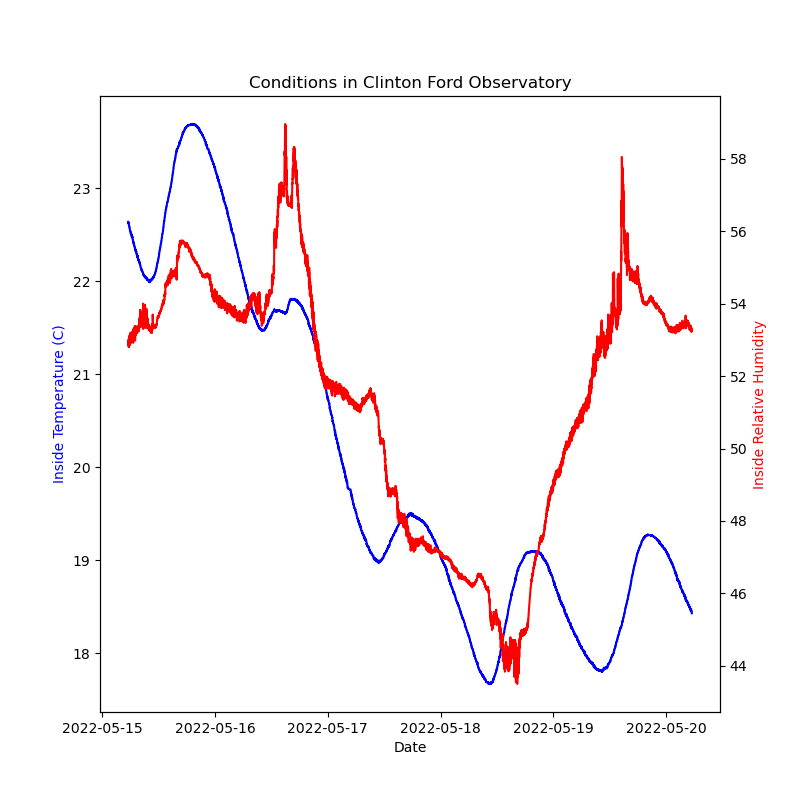 Conditions in Clinton Ford Observatory
Inside Temperature (C)
23
22
21
20
19
18
58
56
54
52
50
48
46
44
Inside Relative Humidity
2022-05-15 2022-05-16 2022-05-17 2022-05-18 2022-05-19 2022-05-20
Date